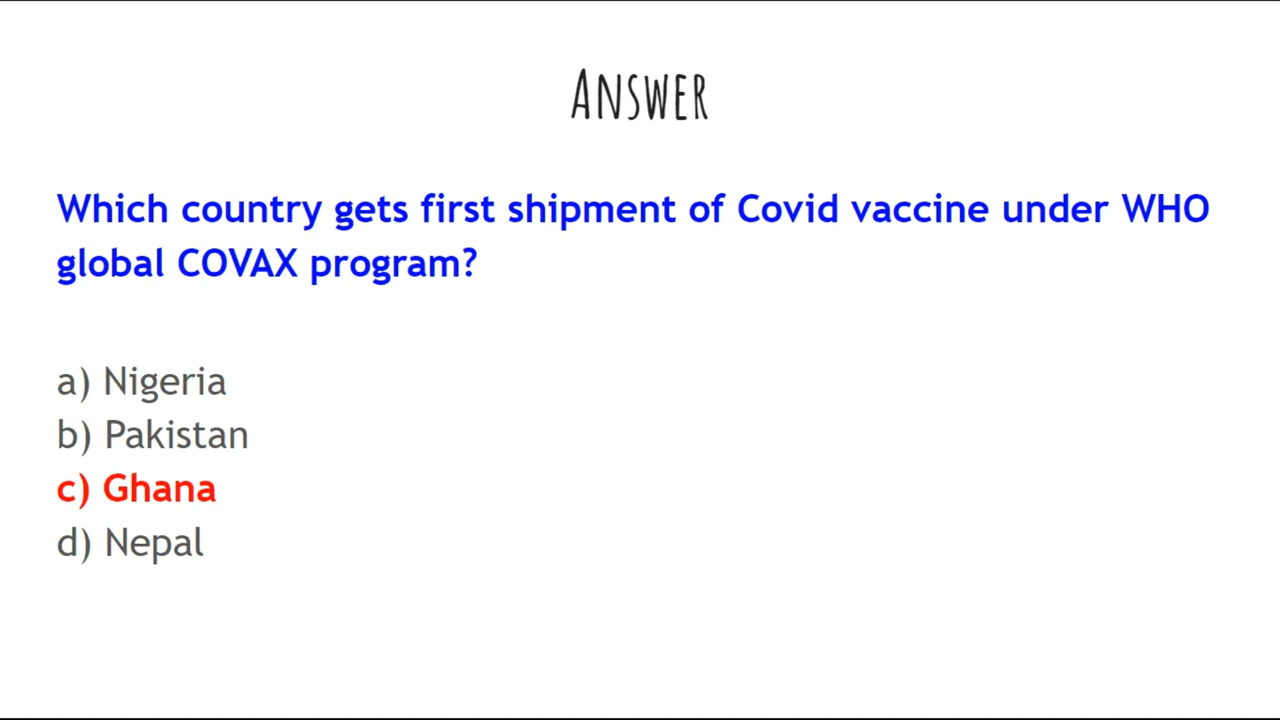 ANSWER
Which country gets first shipment of Covid vaccine under WHO
global COVAX program?
a) Nigeria
b) Pakistan
c) Ghana
d) Nepal